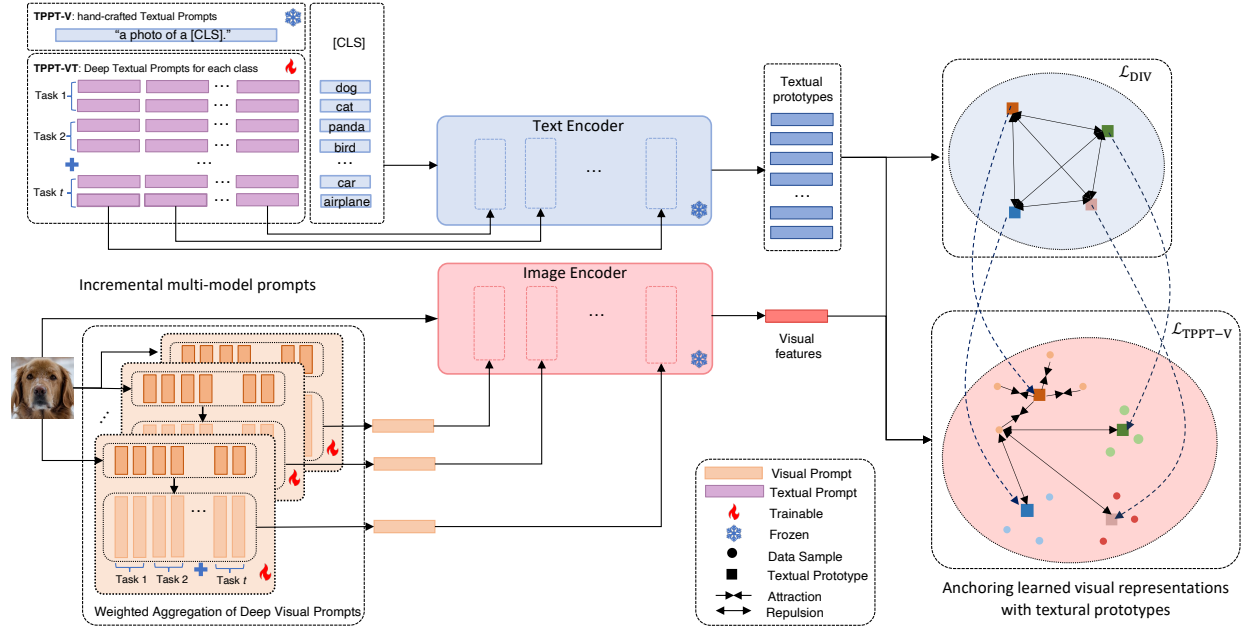 TPPT-V: hand-crafted Textual Prompts
“a photo of a [CLS].”
TPPT-VT: Deep Textual Prompts for each class
Task 1
Task 2
Task t
...
...
...
...
...
...
...
[CLS]
dog
cat
panda
bird
...
car
airplane
Text Encoder
...
Textual
prototypes
...
ℒDIV
Incremental multi-model prompts
Image Encoder
...
Visual
features
ℒTPPT−V
...
...
Task 1
Task 2
Task t
Weighted Aggregation of Deep Visual Prompts
Visual Prompt
Textual Prompt
Trainable
Frozen
Data Sample
Textual Prototype
Attraction
Repulsion
Anchoring learned visual representations
with textural prototypes